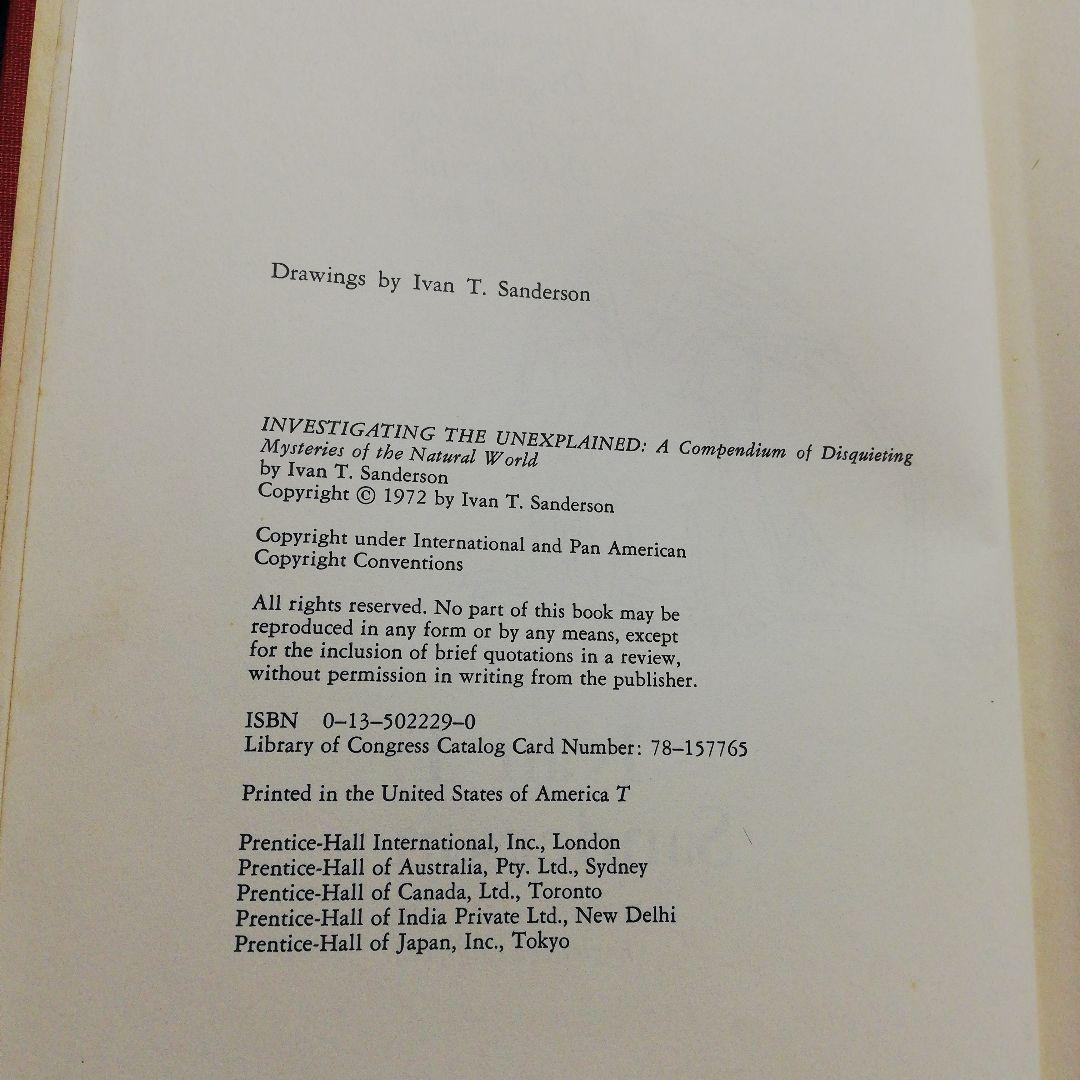 Drawings by Ivan T. Sanderson
INVESTIGATING THE UNEXPLAINED: A Compendium of Disquieting
Mysteries of the Natural World
by Ivan T. Sanderson
Copyright © 1972 by Ivan T. Sanderson
Copyright under International and Pan American
Copyright Conventions
All rights reserved. No part of this book may be
reproduced in any form or by any means, except
for the inclusion of brief quotations in a review,
without permission in writing from the publisher.
ISBN 0–13–502229–0
Library of Congress Catalog Card Number: 78–157765
Printed in the United States of America T
Prentice-Hall International, Inc., London
Prentice-Hall of Australia, Pty. Ltd., Sydney
Prentice-Hall of Canada, Ltd., Toronto
Prentice-Hall of India Private Ltd., New Delhi
Prentice-Hall of Japan, Inc., Tokyo